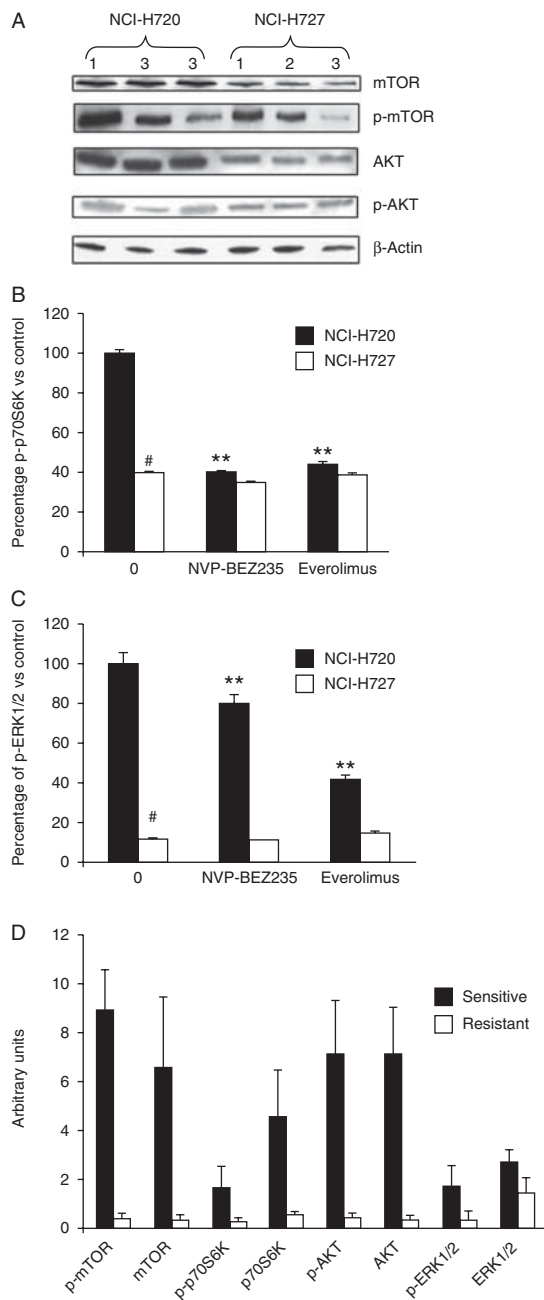 A
NCI-H720 NCI-H727
1 3 3 1 2 3
mTOR
p-mTOR
AKT
p-AKT
β-Actin
B
Percentage p-p70S6K vs control
120
100
80
60
40
20
0
NCI-H720
NCI-H727
#
**
**
0 NVP-BEZ235 Everolimus
C
Percentage of p-ERK1/2 vs control
120
100
80
60
40
20
0
NCI-H720
NCI-H727
#
**
**
0 NVP-BEZ235 Everolimus
D
Arbitrary units
12
10
8
6
4
2
0
Sensitive
Resistant
p-mTOR mTOR p-p70S6K p70S6K p-AKT AKT p-ERK1/2 ERK1/2